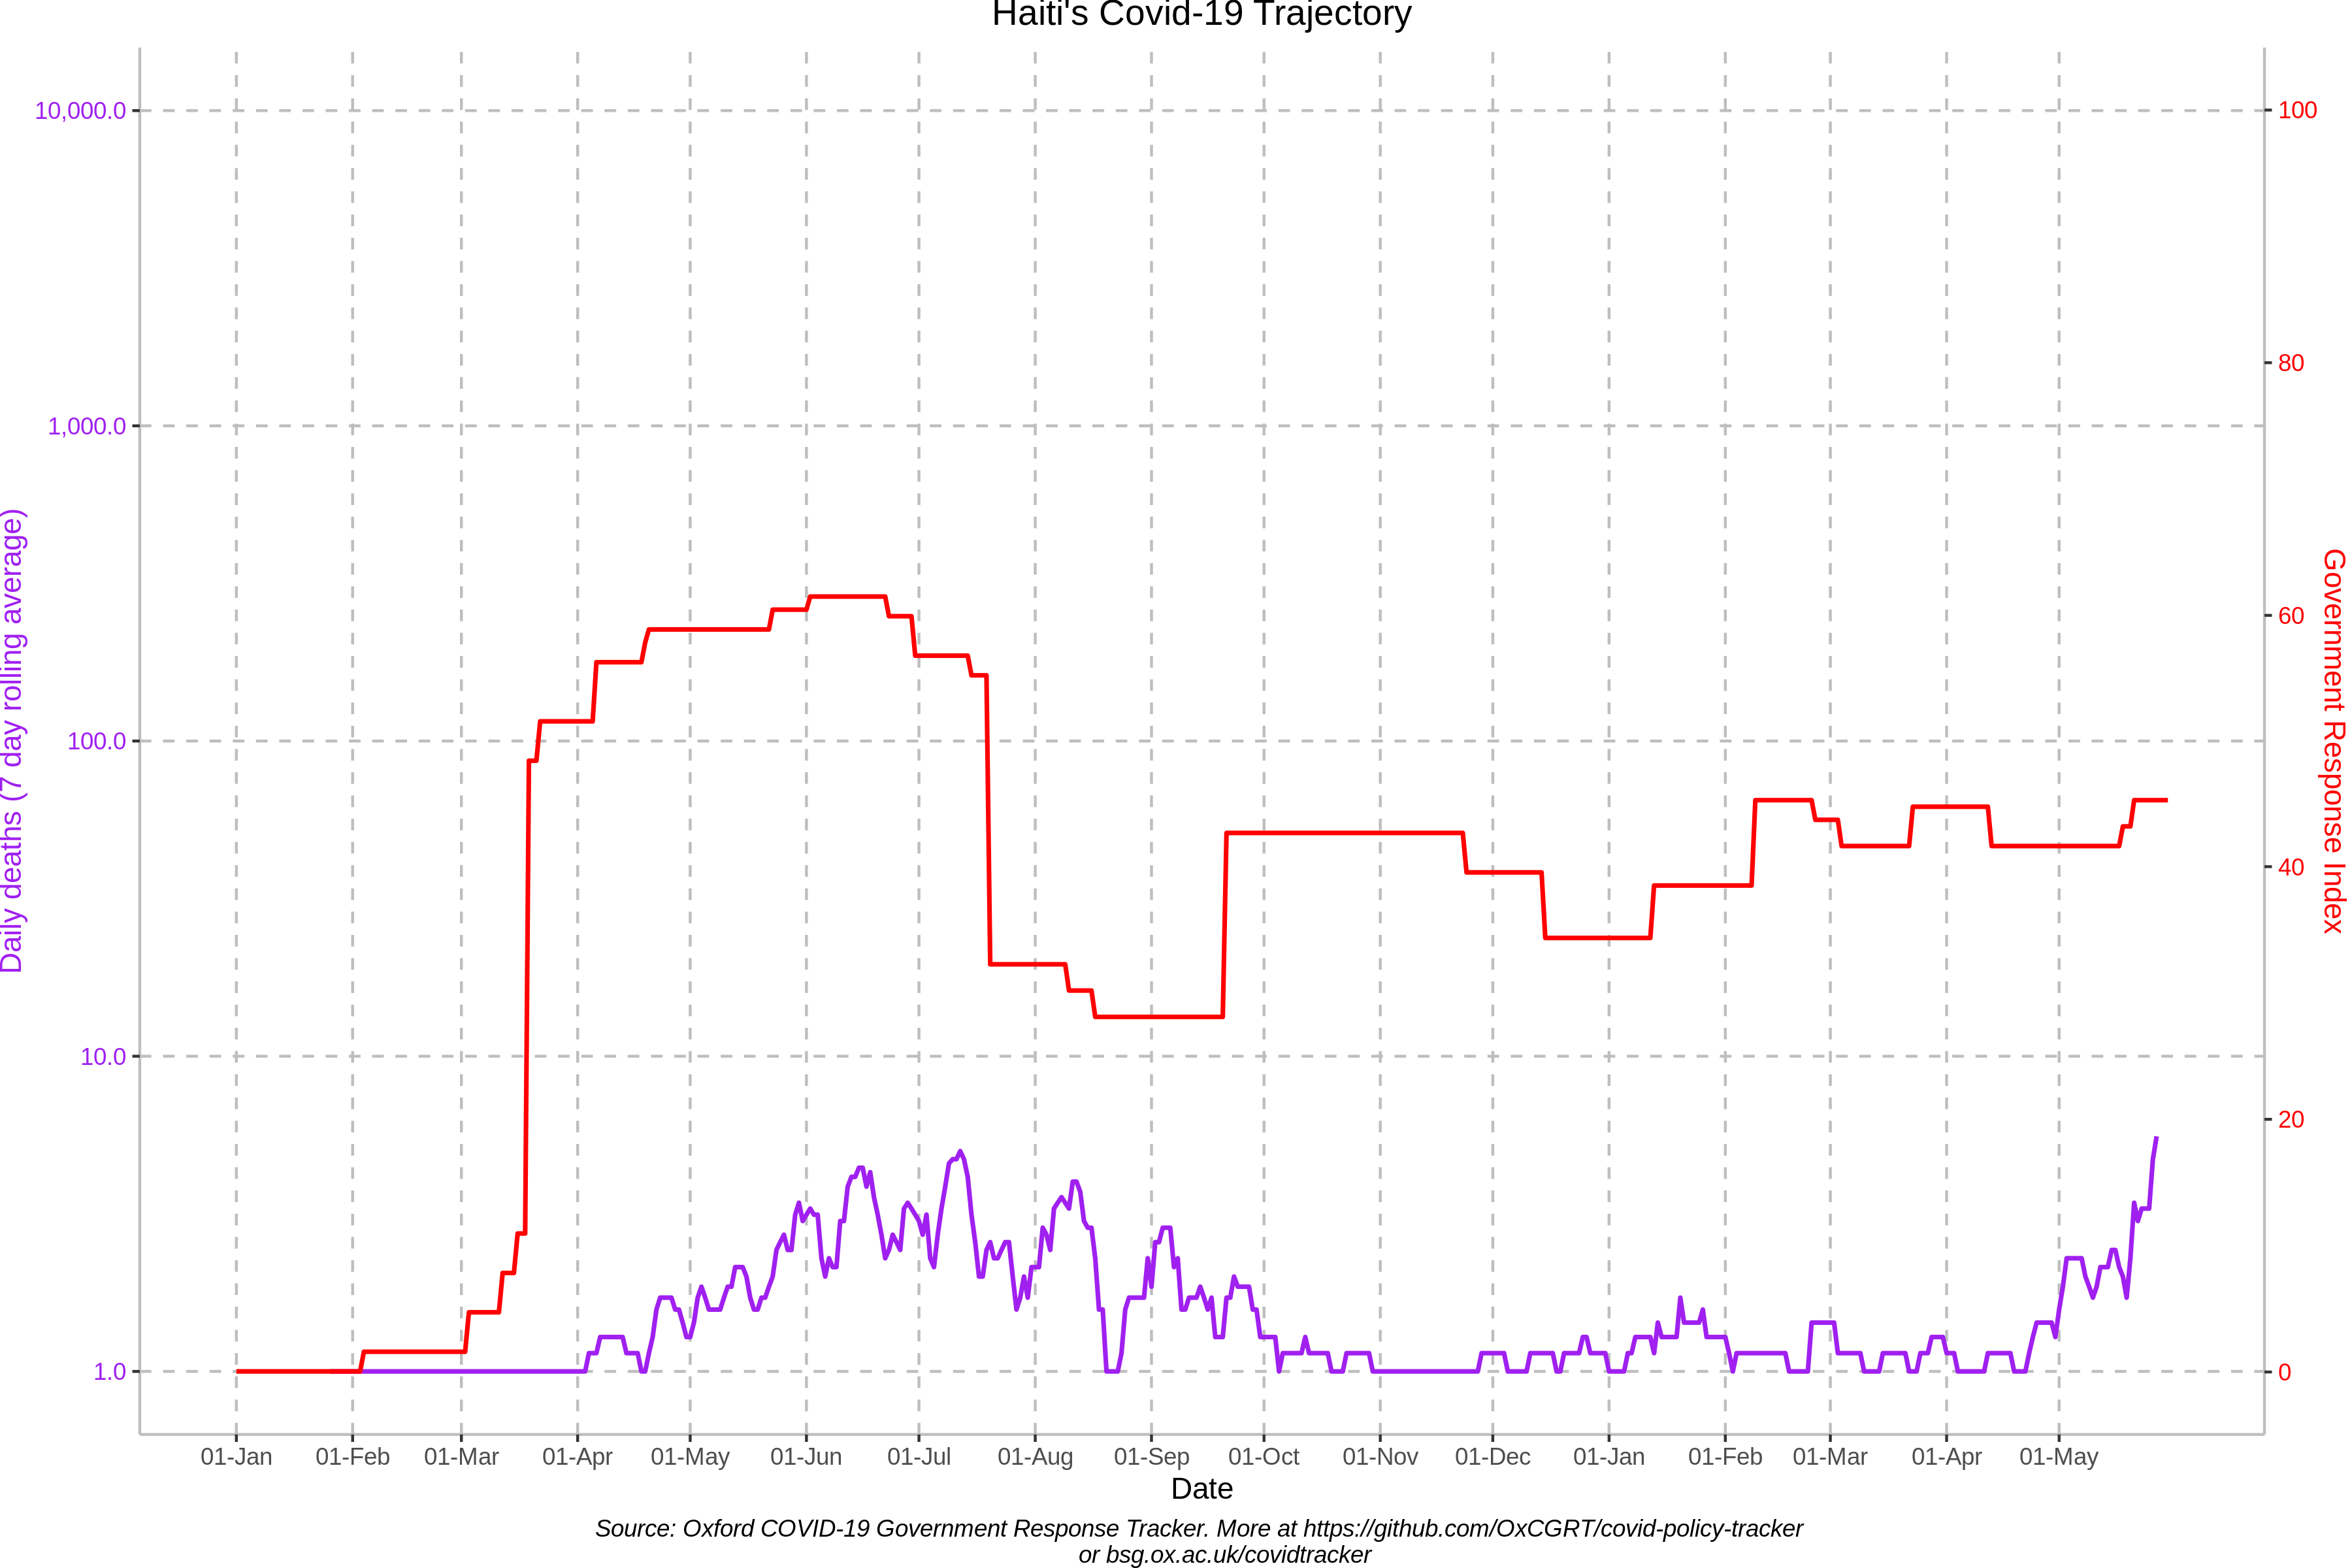 Haiti's Covid-19 Trajectory
10,000.0
1,000.0
100.0
10.0
1.0
Daily deaths (7 day rolling average)
100
80
60
40
20
0
Government Response Index
01-Jan 01-Feb 01-Mar 01-Apr 01-May 01-Jun 01-Jul 01-Aug 01-Sep 01-Oct 01-Nov 01-Dec 01-Jan 01-Feb 01-Mar 01-Apr 01-May
Date
Source: Oxford COVID-19 Government Response Tracker. More at https://github.com/OxCGRT/covid-policy-tracker
or bsg.ox.ac.uk/covidtracker